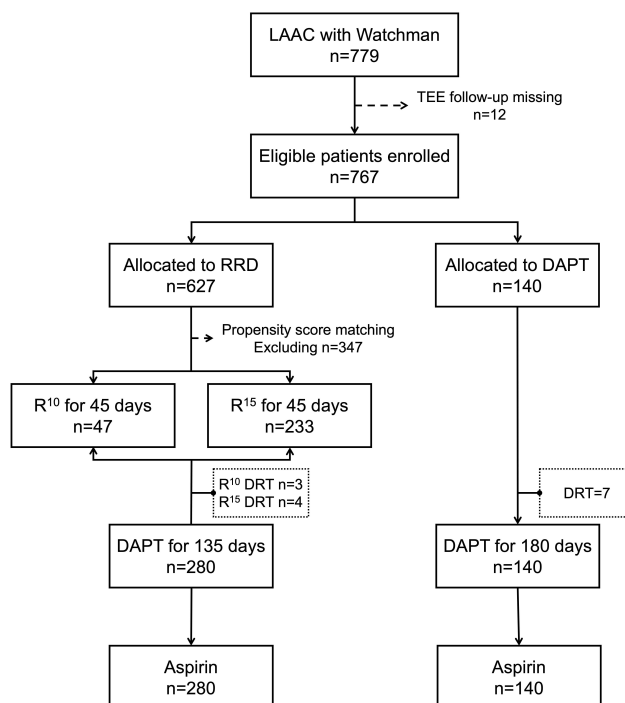 LAAC with Watchman
n=779
TEE follow-up missing
n=12
Eligible patients enrolled
n=767
Allocated to RRD
n=627
Allocated to DAPT
n=140
Propensity score matching
Excluding n=347
R¹⁰ for 45 days
n=47
R¹⁵ for 45 days
n=233
R¹⁰ DRT n=3
R¹⁵ DRT n=4
DRT=7
DAPT for 135 days
n=280
DAPT for 180 days
n=140
Aspirin
n=280
Aspirin
n=140